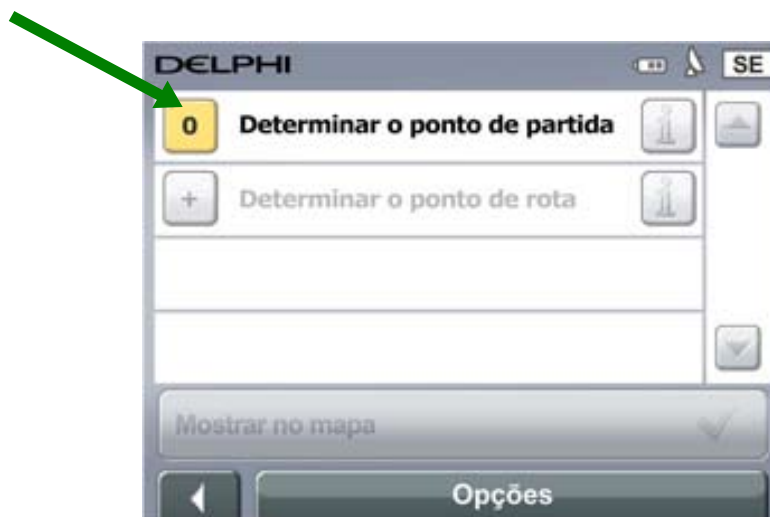 DELPHI SE
0 Determinar o ponto de partida i
+ Determinar o ponto de rota i
Mostrar no mapa
Opções